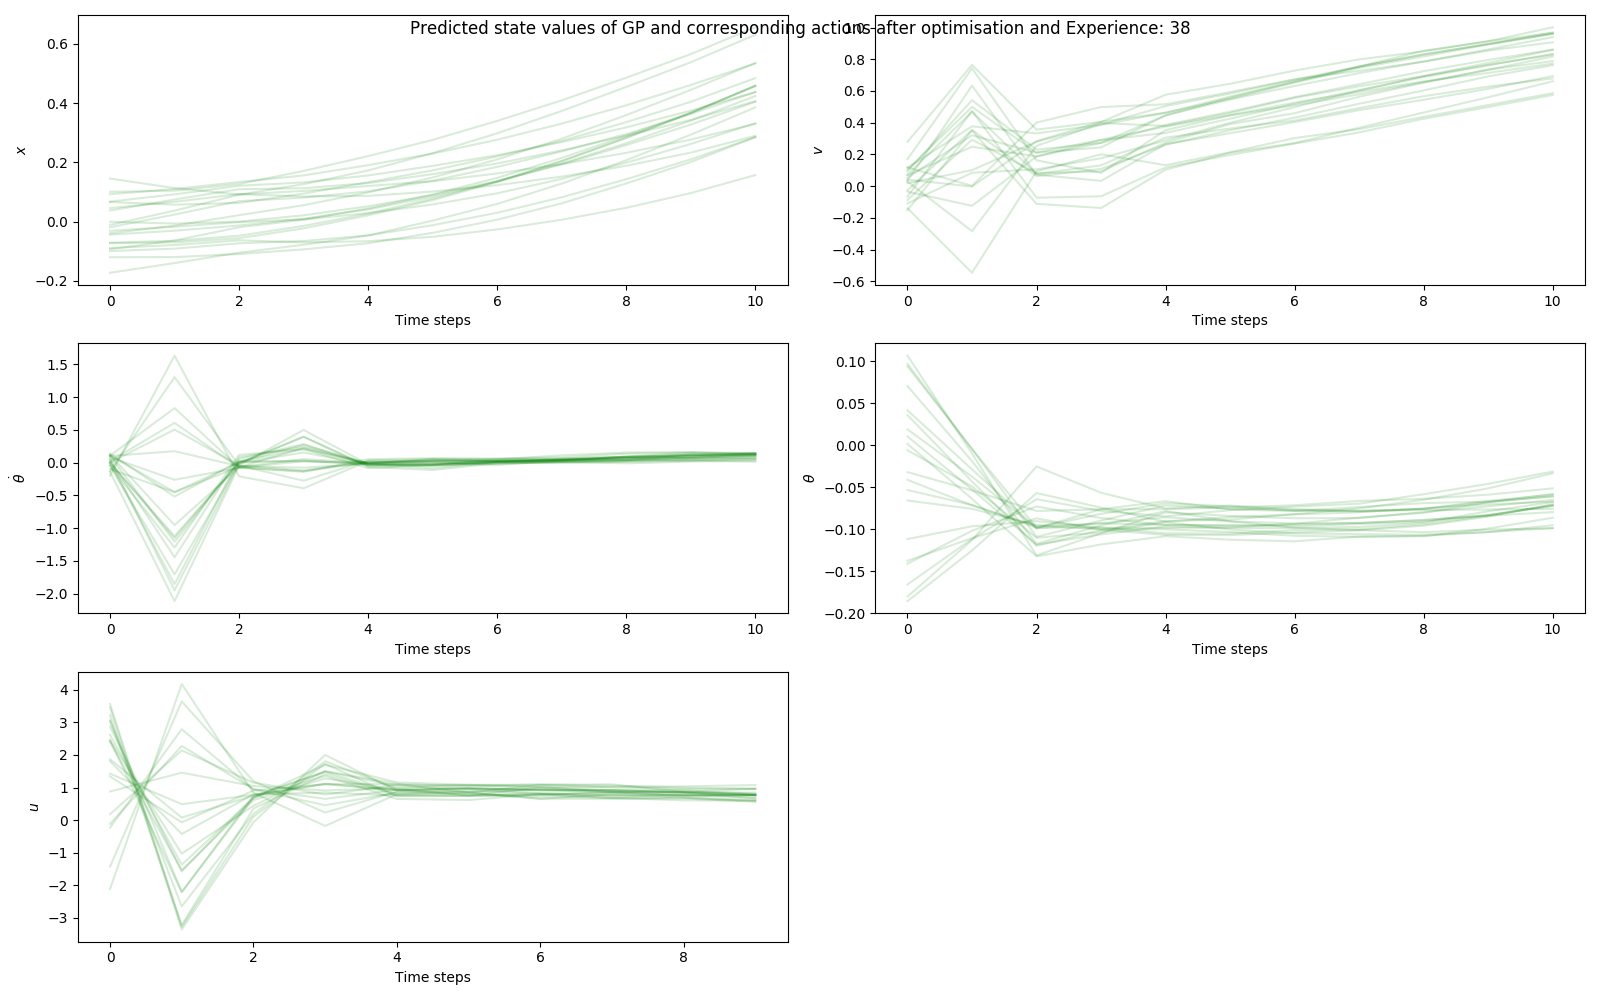 Predicted state values of GP and corresponding actions after optimisation and Experience: 38
0.6
0.4
0.2
0.0
−0.2
x
0 2 4 6 8 10
Time steps
1.0
0.8
0.6
0.4
0.2
0.0
−0.2
−0.4
−0.6
v
0 2 4 6 8 10
Time steps
1.5
1.0
0.5
0.0
−0.5
−1.0
−1.5
−2.0
θ̇
0 2 4 6 8 10
Time steps
0.10
0.05
0.00
−0.05
−0.10
−0.15
−0.20
θ
0 2 4 6 8 10
Time steps
4
3
2
1
0
−1
−2
−3
u
0 2 4 6 8
Time steps